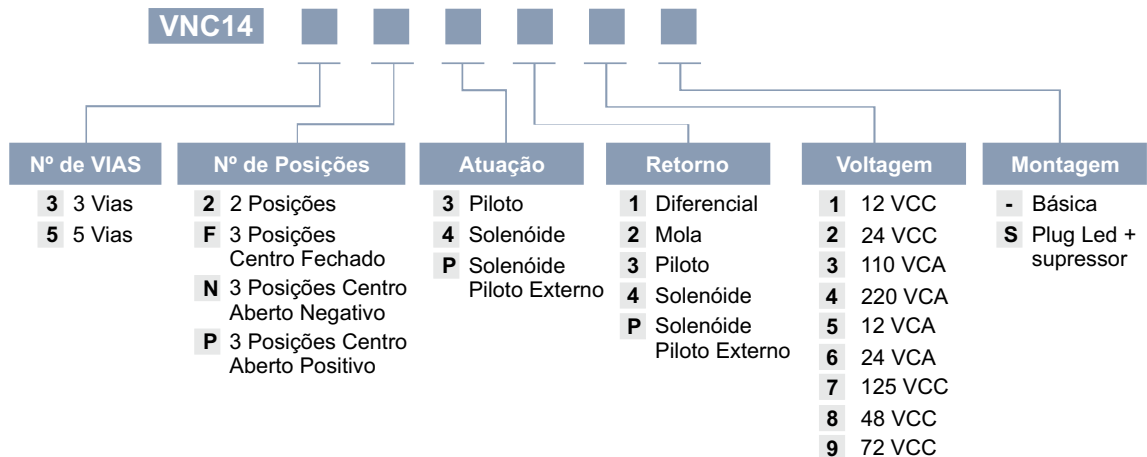 VNC14
Nº de VIAS
3 3 Vias
5 5 Vias
Nº de Posições
2 2 Posições
F 3 Posições
Centro Fechado
N 3 Posições Centro
Aberto Negativo
P 3 Posições Centro
Aberto Positivo
Atuação
3 Piloto
4 Solenóide
P Solenóide
Piloto Externo
Retorno
1 Diferencial
2 Mola
3 Piloto
4 Solenóide
P Solenóide
Piloto Externo
Voltagem
1 12 VCC
2 24 VCC
3 110 VCA
4 220 VCA
5 12 VCA
6 24 VCA
7 125 VCC
8 48 VCC
9 72 VCC
Montagem
- Básica
S Plug Led +
supressor